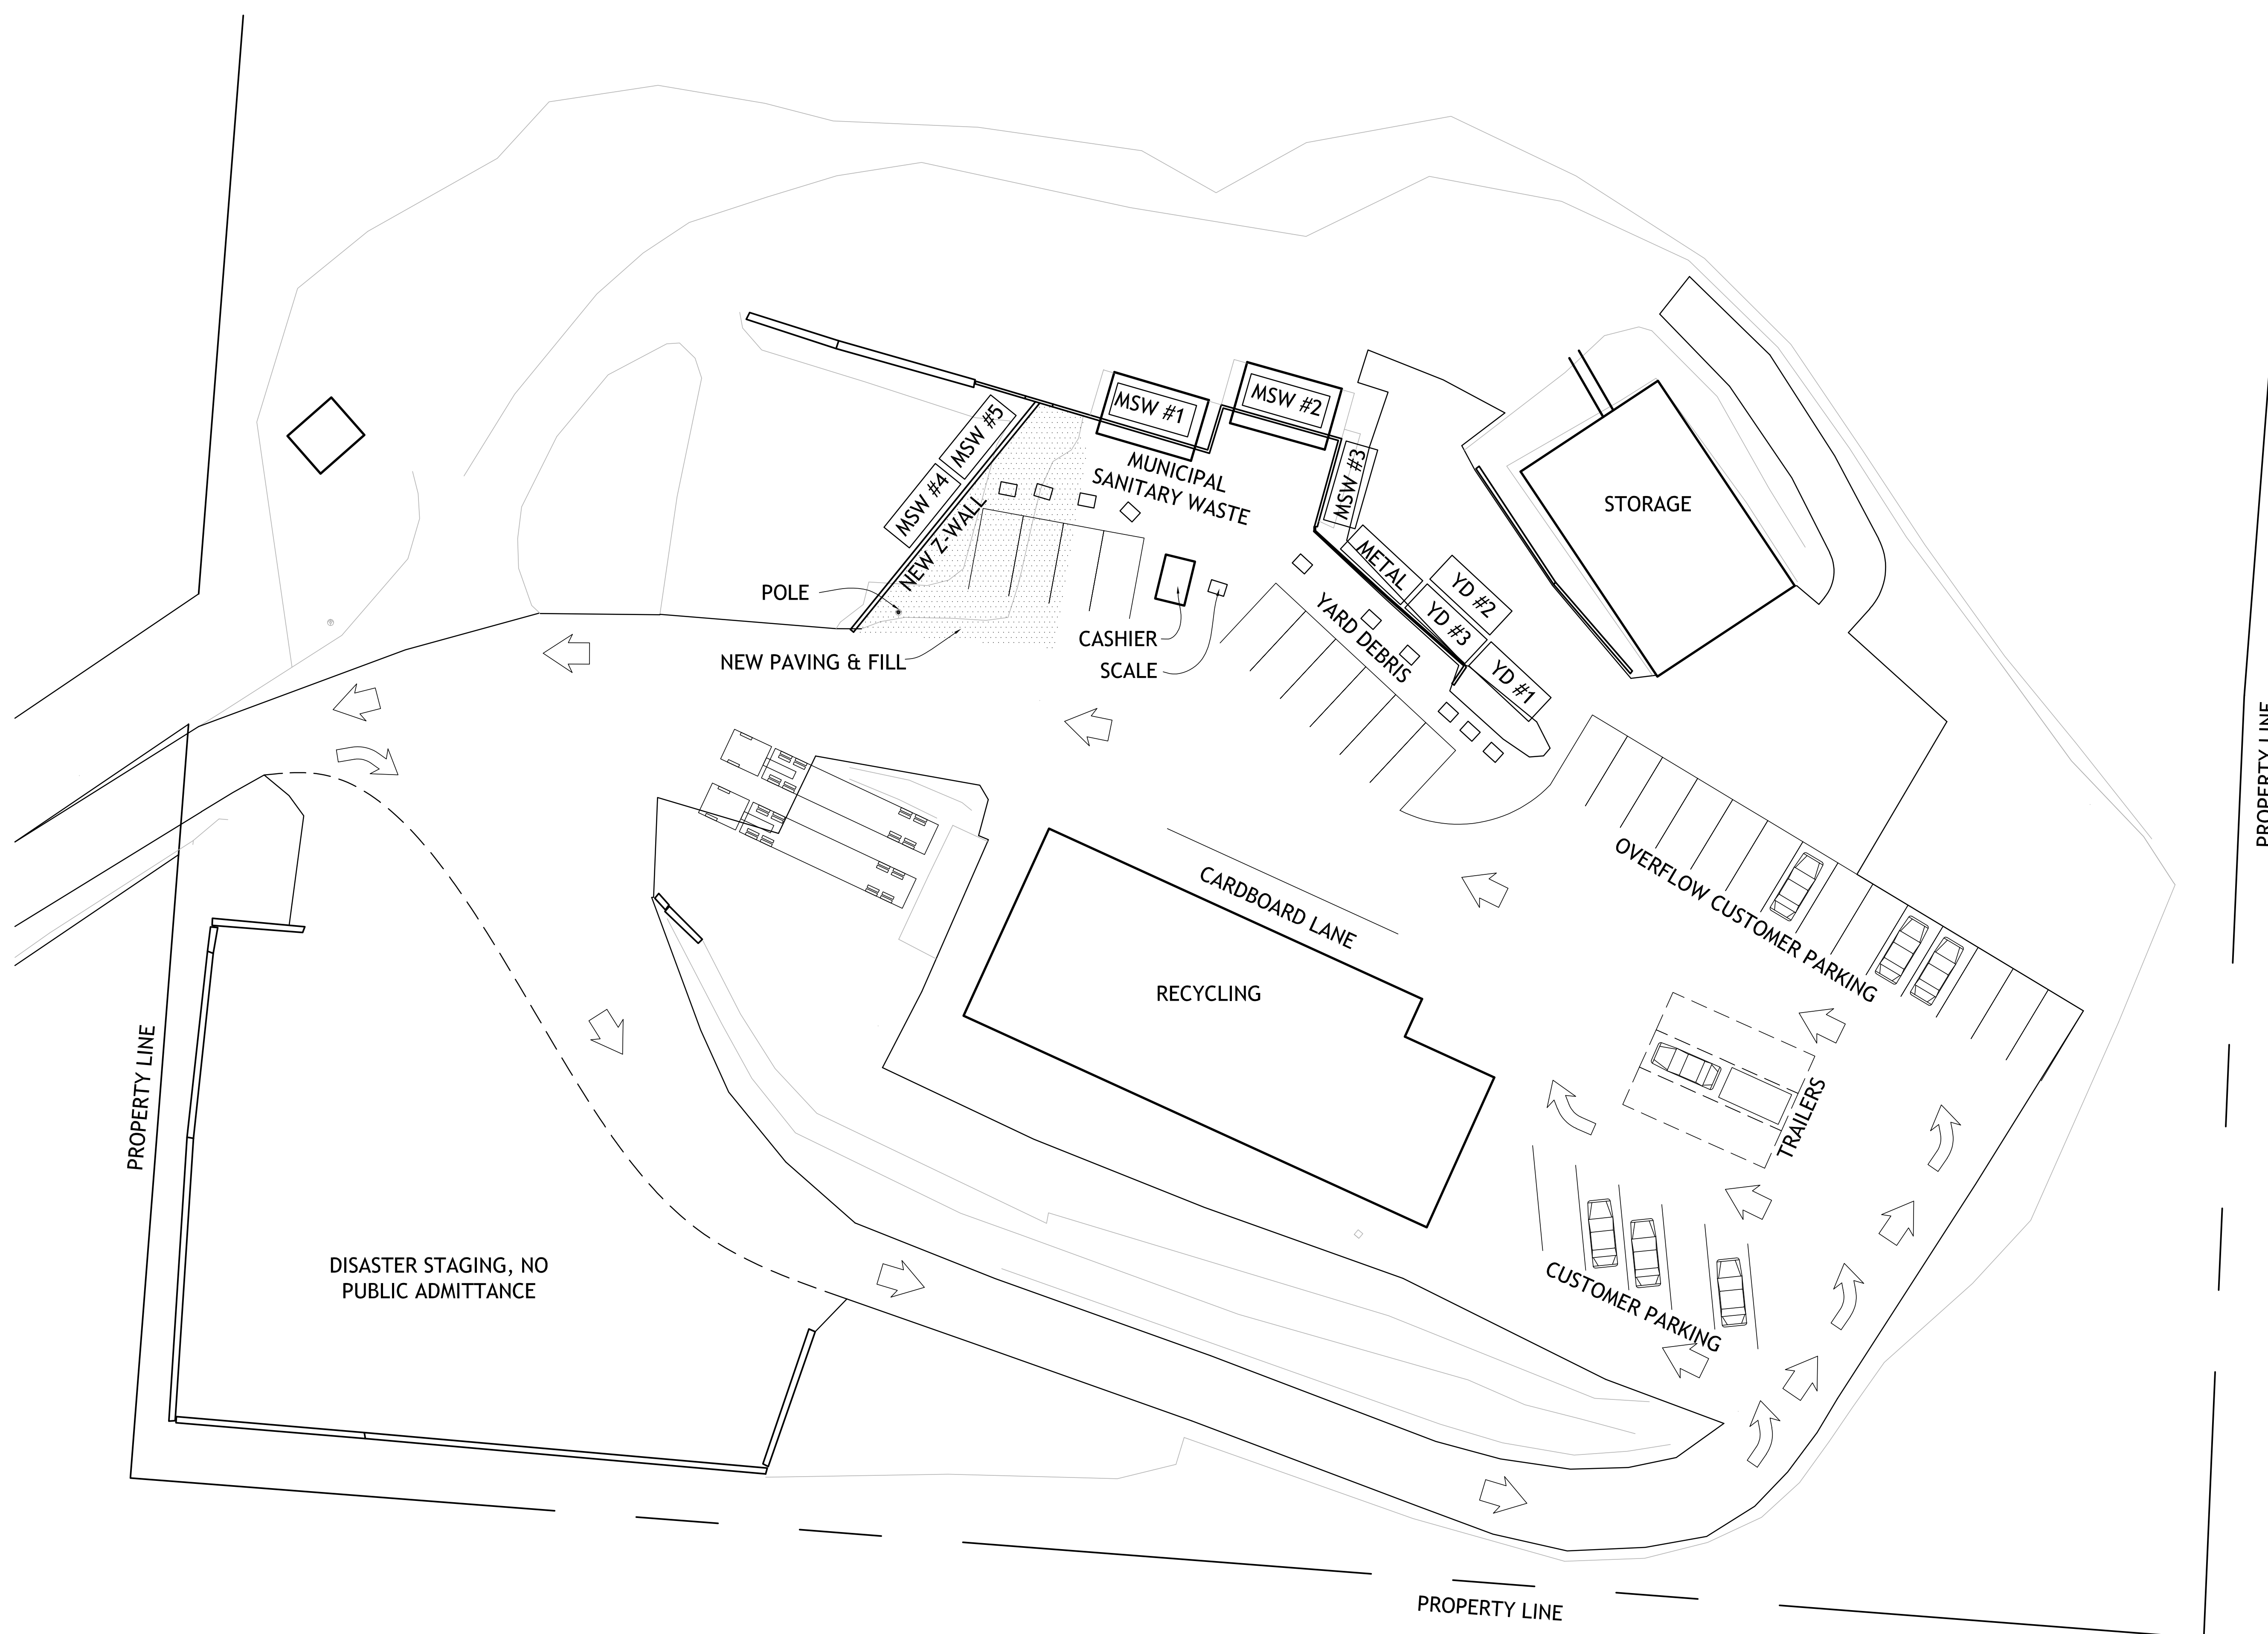 MSW #1
MSW #2
MSW #5
MSW #4
MSW #3
MUNICIPAL
SANITARY WASTE
NEW Z-WALL
STORAGE
METAL
YD #2
YD #3
YD #1
YARD DEBRIS
POLE
CASHIER
NEW PAVING & FILL
SCALE
PROPERTY LINE
OVERFLOW CUSTOMER PARKING
CARDBOARD LANE
RECYCLING
TRAILERS
PROPERTY LINE
DISASTER STAGING, NO
PUBLIC ADMITTANCE
CUSTOMER PARKING
PROPERTY LINE